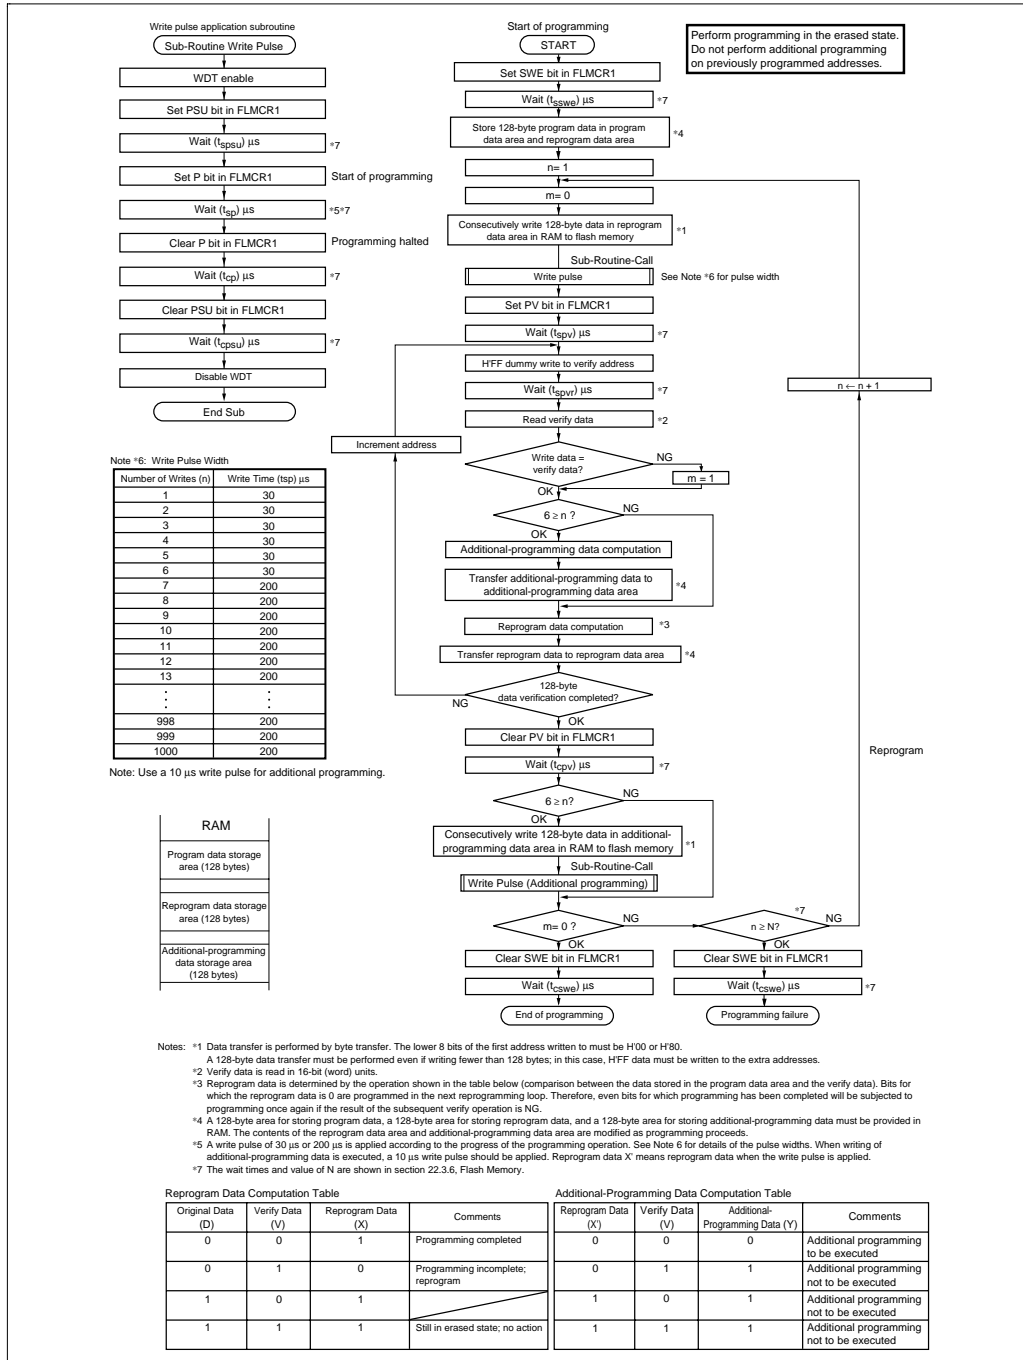 Write pulse application subroutine
Sub-Routine Write Pulse
WDT enable
Set PSU bit in FLMCR1
Wait (tspsu) µs
*7
Set P bit in FLMCR1
Start of programming
Wait (tsp) µs
*5*7
Clear P bit in FLMCR1
Programming halted
Wait (tcp) µs
*7
Clear PSU bit in FLMCR1
Wait (tcpsu) µs
*7
Disable WDT
End Sub
Note *6: Write Pulse Width
Number of Writes (n) Write Time (tsp) µs
1 30
2 30
3 30
4 30
5 30
6 30
7 200
8 200
9 200
10 200
11 200
12 200
13 200
998 200
999 200
1000 200
Note: Use a 10 µs write pulse for additional programming.
RAM
Program data storage
area (128 bytes)
Reprogram data storage
area (128 bytes)
Additional-programming
data storage area
(128 bytes)
Start of programming
START
Perform programming in the erased state.
Do not perform additional programming
on previously programmed addresses.
Set SWE bit in FLMCR1
Wait (tsswe) µs
*7
Store 128-byte program data in program
data area and reprogram data area
*4
n= 1
m= 0
Consecutively write 128-byte data in reprogram
data area in RAM to flash memory
*1
Sub-Routine-Call
Write pulse
See Note *6 for pulse width
Set PV bit in FLMCR1
Wait (tspv) µs
*7
H'FF dummy write to verify address
Wait (tspvr) µs
*7
Read verify data
*2
Increment address
Write data =
verify data?
NG
m = 1
OK
6 ≥ n ?
NG
OK
Additional-programming data computation
Transfer additional-programming data to
additional-programming data area
*4
Reprogram data computation
*3
Transfer reprogram data to reprogram data area
*4
128-byte
data verification completed?
NG
OK
Clear PV bit in FLMCR1
Wait (tcpv) µs
*7
6 ≥ n?
NG
OK
Consecutively write 128-byte data in additional-
programming data area in RAM to flash memory
*1
Sub-Routine-Call
Write Pulse (Additional programming)
m= 0 ?
NG
OK
Clear SWE bit in FLMCR1
Wait (tcswe) µs
End of programming
*7
n ≥ N?
NG
OK
Clear SWE bit in FLMCR1
Wait (tcswe) µs
*7
Programming failure
n ← n + 1
Reprogram
Notes: *1 Data transfer is performed by byte transfer. The lower 8 bits of the first address written to must be H'00 or H'80.
A 128-byte data transfer must be performed even if writing fewer than 128 bytes; in this case, H'FF data must be written to the extra addresses.
*2 Verify data is read in 16-bit (word) units.
*3 Reprogram data is determined by the operation shown in the table below (comparison between the data stored in the program data area and the verify data). Bits for
which the reprogram data is 0 are programmed in the next reprogramming loop. Therefore, even bits for which programming has been completed will be subjected to
programming once again if the result of the subsequent verify operation is NG.
*4 A 128-byte area for storing program data, a 128-byte area for storing reprogram data, and a 128-byte area for storing additional-programming data must be provided in
RAM. The contents of the reprogram data area and additional-programming data area are modified as programming proceeds.
*5 A write pulse of 30 µs or 200 µs is applied according to the progress of the programming operation. See Note 6 for details of the pulse widths. When writing of
additional-programming data is executed, a 10 µs write pulse should be applied. Reprogram data X' means reprogram data when the write pulse is applied.
*7 The wait times and value of N are shown in section 22.3.6, Flash Memory.
Reprogram Data Computation Table
Original Data (D) Verify Data (V) Reprogram Data (X) Comments
0 0 1 Programming completed
0 1 0 Programming incomplete; reprogram
1 0 1
1 1 1 Still in erased state; no action
Additional-Programming Data Computation Table
Reprogram Data (X') Verify Data (V) Additional-Programming Data (Y) Comments
0 0 0 Additional programming to be executed
0 1 1 Additional programming not to be executed
1 0 1 Additional programming not to be executed
1 1 1 Additional programming not to be executed